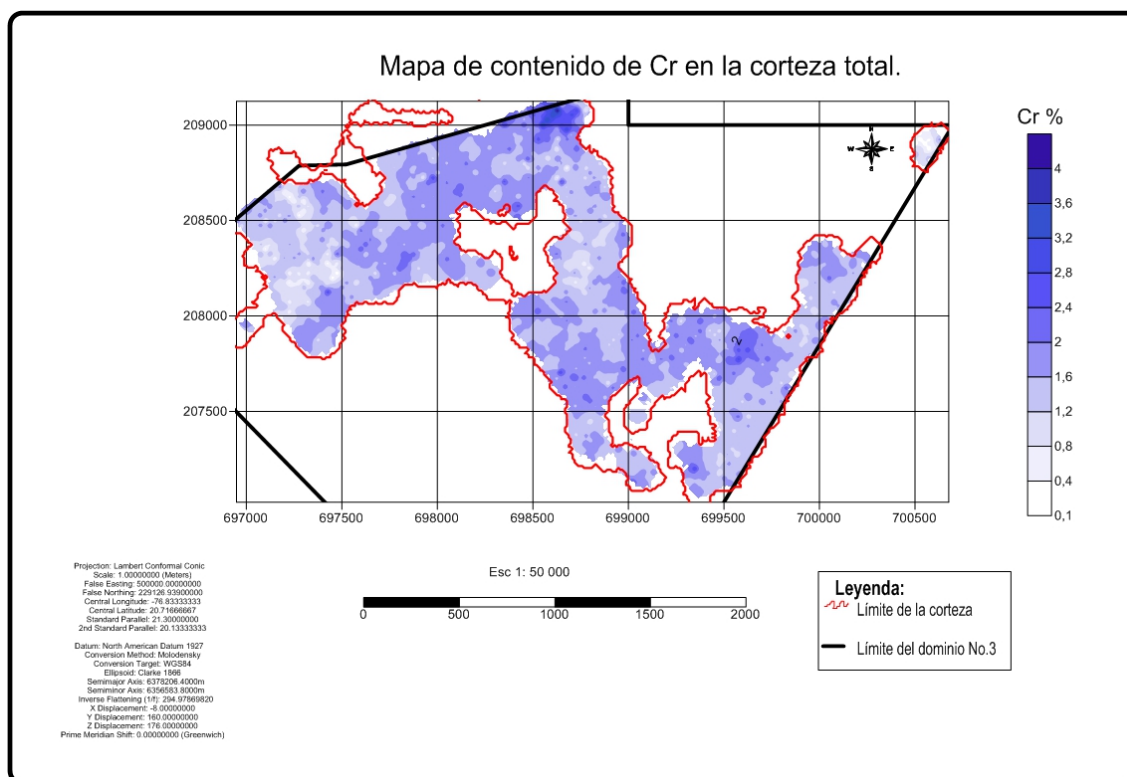 Mapa de contenido de Cr en la corteza total.
Cr %
4
3,6
3,2
2,8
2,4
2
1,6
1,2
0,8
0,4
0,1
N
W E
S
209000
208500
208000
207500
2
697000 697500 698000 698500 699000 699500 700000 700500
Projection: Lambert Conformal Conic
Scale: 1.00000000 (Meters)
False Easting: 500000.00000000
False Northing: 229126.93900000
Central Longitude: -76.83333333
Central Latitude: 20.71666667
Standard Parallel: 21.30000000
2nd Standard Parallel: 20.13333333
Datum: North American Datum 1927
Conversion Method: Molodensky
Conversion Target: WGS84
Ellipsoid: Clarke 1866
Semimajor Axis: 6378206.4000m
Semiminor Axis: 6356583.8000m
Inverse Flattening (1/f): 294.97869820
X Displacement: -8.00000000
Y Displacement: 160.00000000
Z Displacement: 176.00000000
Prime Meridian Shift: 0.00000000 (Greenwich)
Esc 1: 50 000
0 500 1000 1500 2000
Leyenda:
Límite de la corteza
Límite del dominio No.3